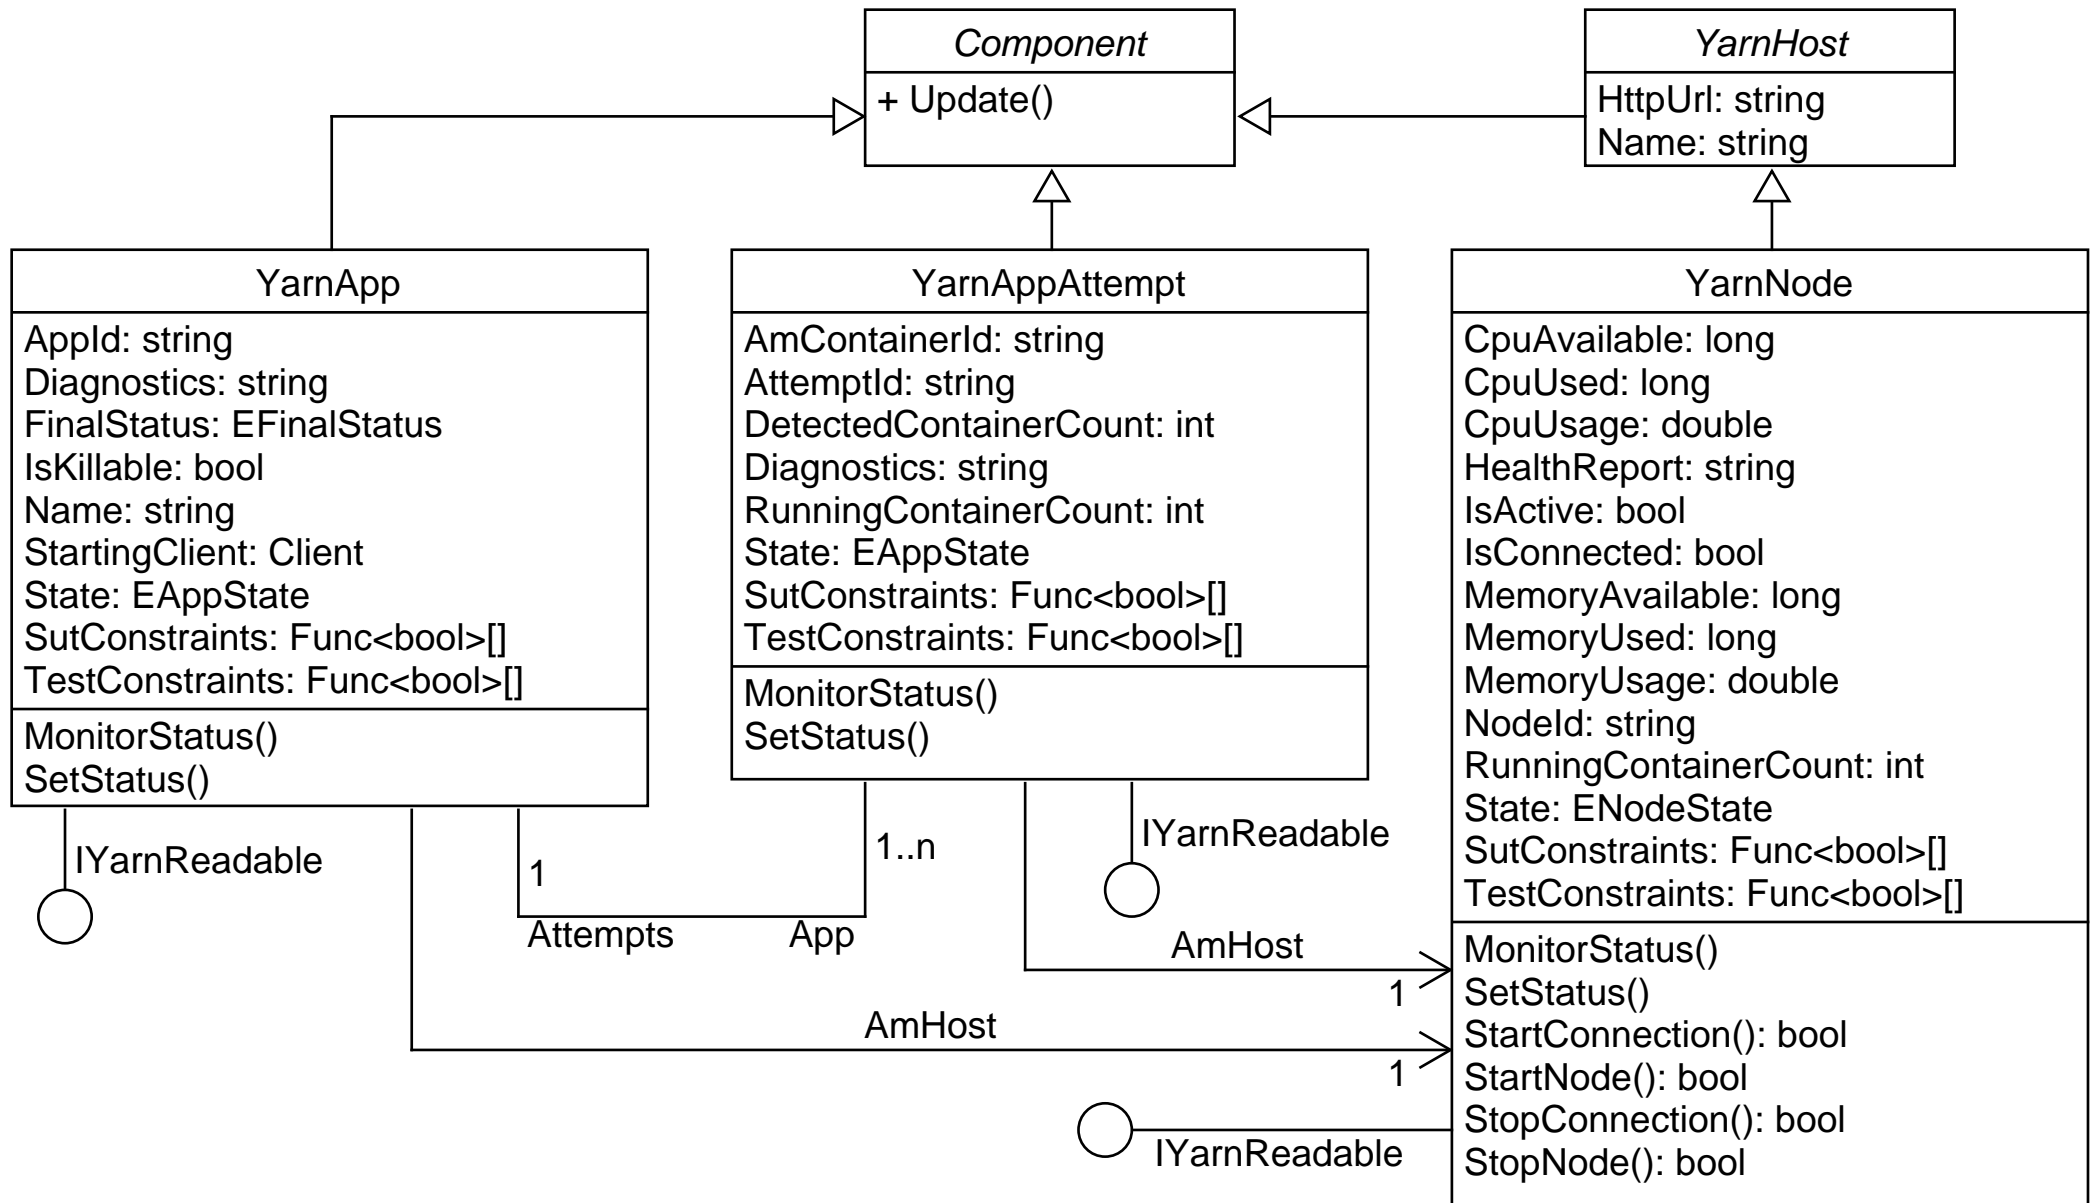 Component
+ Update()
YarnHost
HttpUrl: string
Name: string
YarnApp
AppId: string
Diagnostics: string
FinalStatus: EFinalStatus
IsKillable: bool
Name: string
StartingClient: Client
State: EAppState
SutConstraints: Func<bool>[]
TestConstraints: Func<bool>[]
MonitorStatus()
SetStatus()
YarnAppAttempt
AmContainerId: string
AttemptId: string
DetectedContainerCount: int
Diagnostics: string
RunningContainerCount: int
State: EAppState
SutConstraints: Func<bool>[]
TestConstraints: Func<bool>[]
MonitorStatus()
SetStatus()
YarnNode
CpuAvailable: long
CpuUsed: long
CpuUsage: double
HealthReport: string
IsActive: bool
IsConnected: bool
MemoryAvailable: long
MemoryUsed: long
MemoryUsage: double
NodeId: string
RunningContainerCount: int
State: ENodeState
SutConstraints: Func<bool>[]
TestConstraints: Func<bool>[]
MonitorStatus()
SetStatus()
StartConnection(): bool
StartNode(): bool
StopConnection(): bool
StopNode(): bool
IYarnReadable
1
1..n
IYarnReadable
Attempts
App
AmHost
1
AmHost
1
IYarnReadable